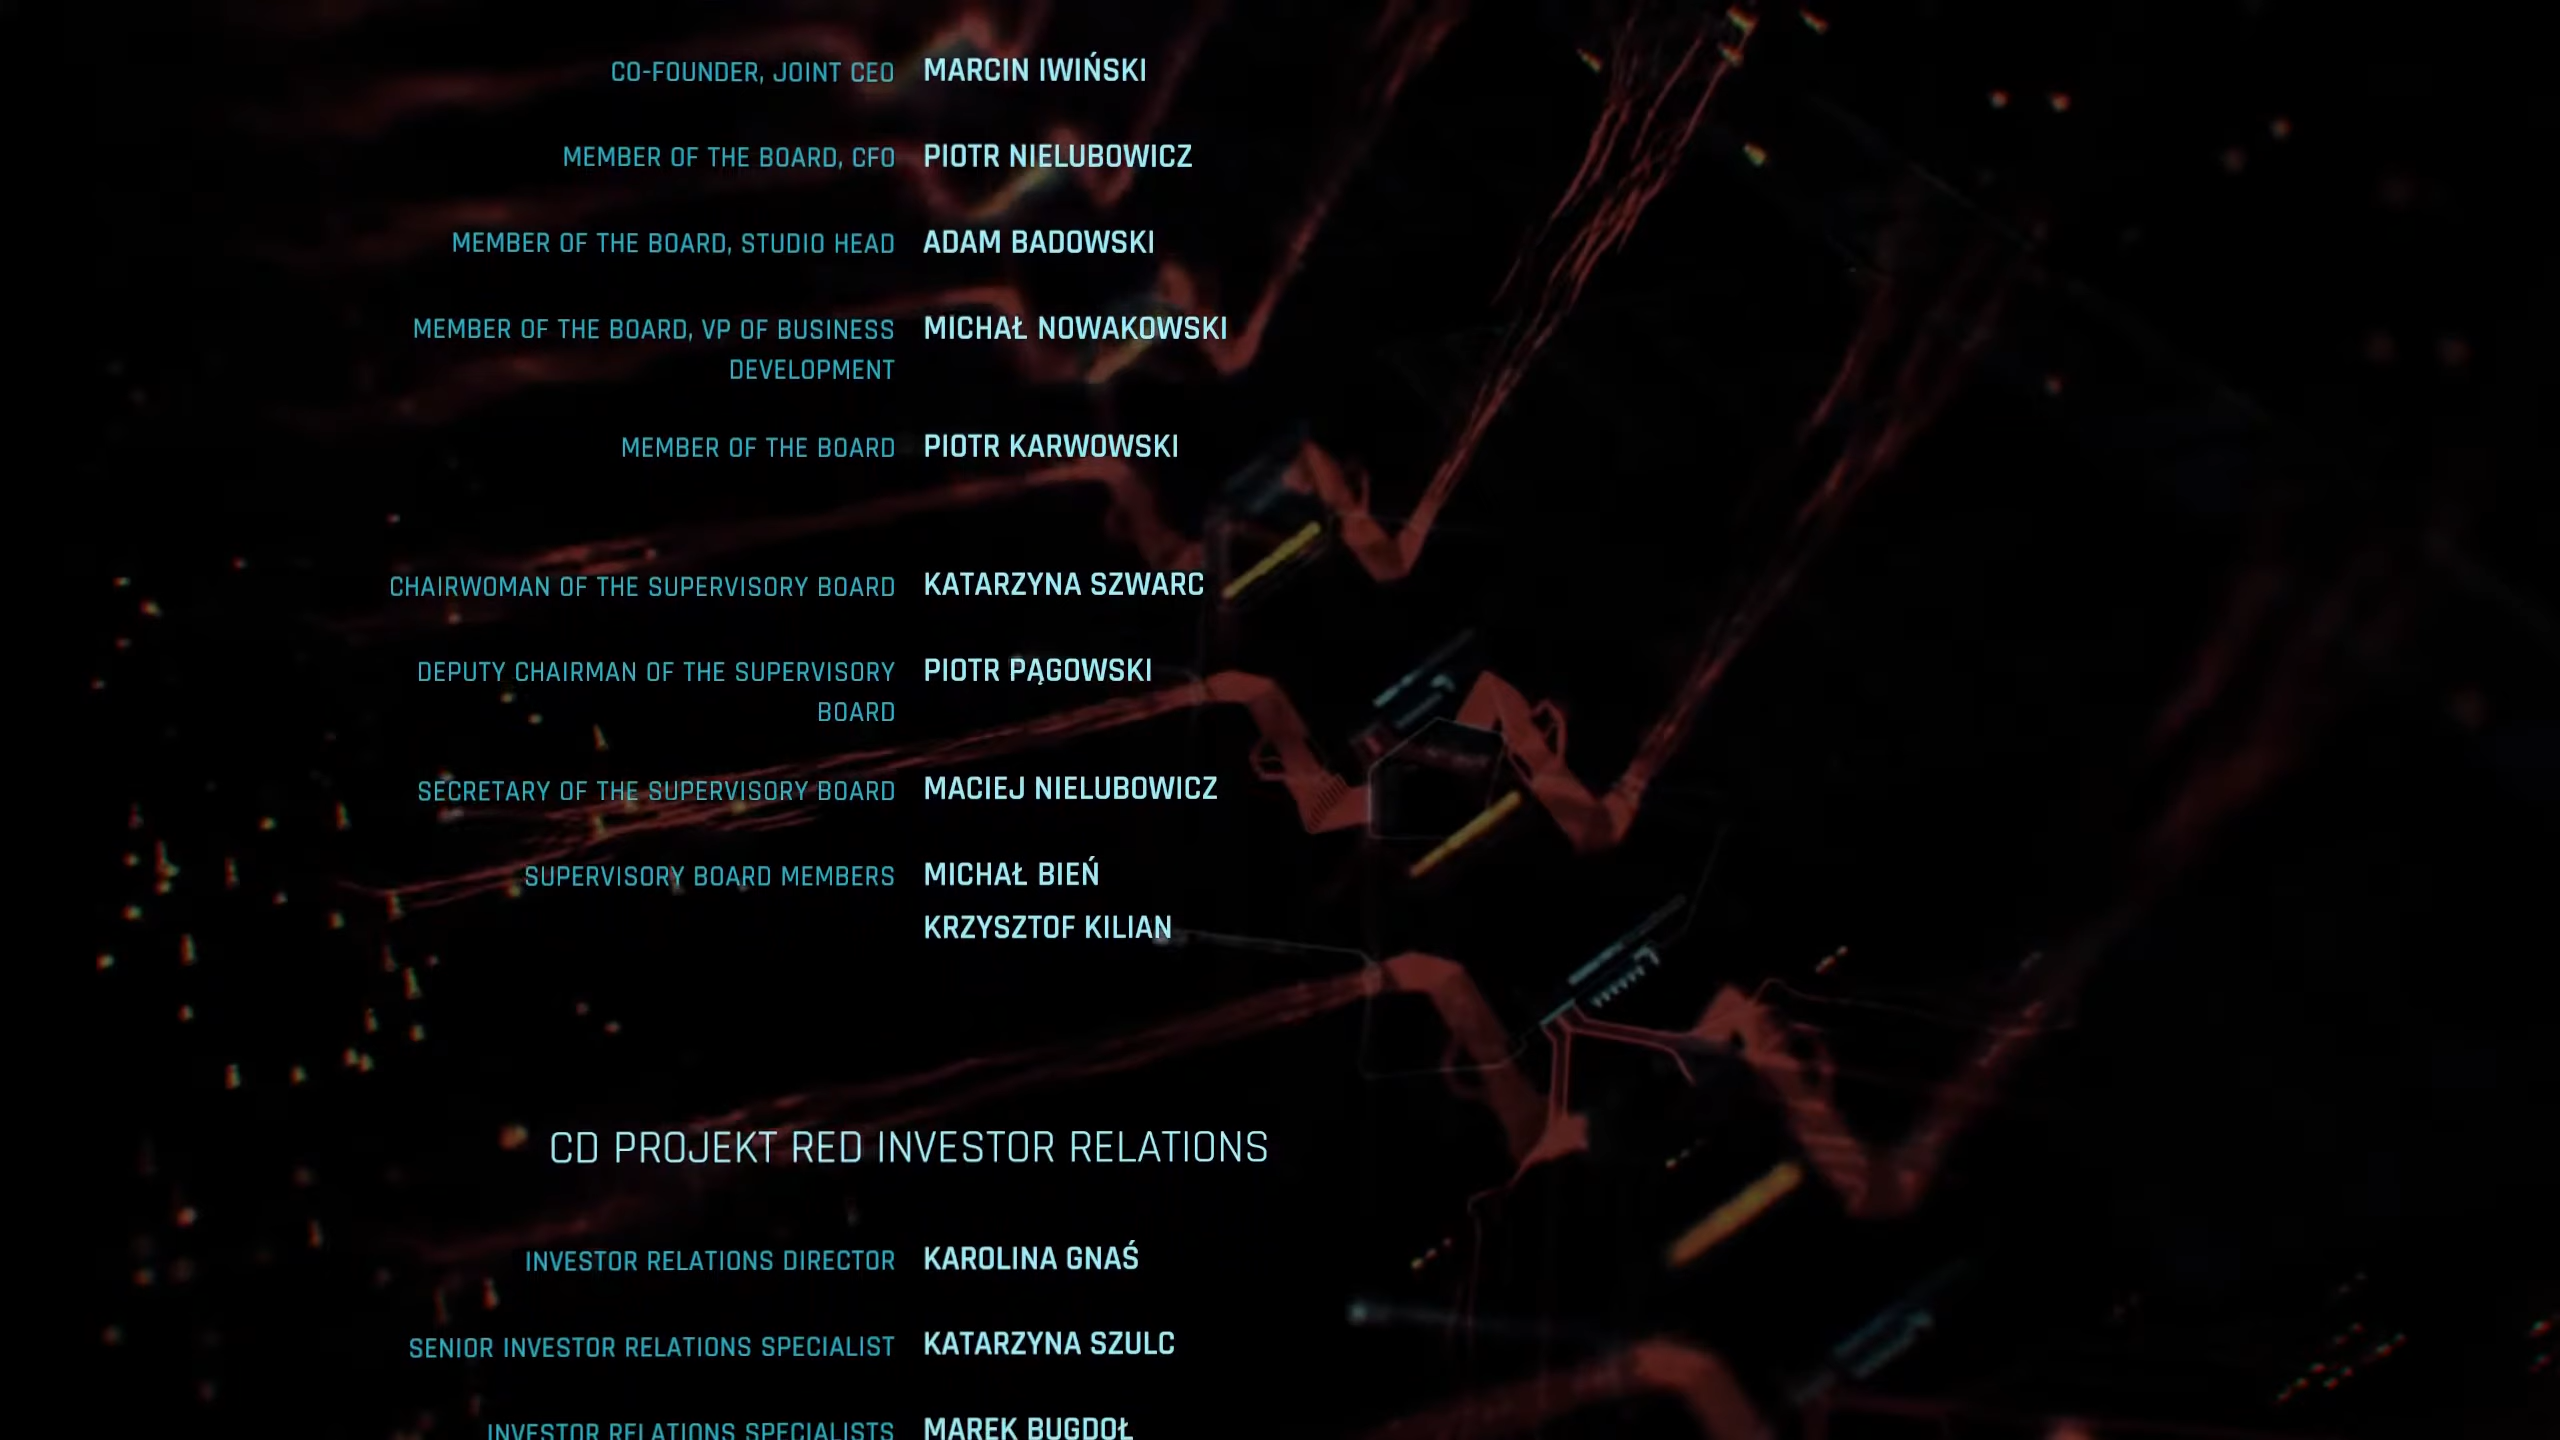 CO-FOUNDER, JOINT CEO MARCIN IWIŃSKI
MEMBER OF THE BOARD, CFO PIOTR NIELUBOWICZ
MEMBER OF THE BOARD, STUDIO HEAD ADAM BADOWSKI
MEMBER OF THE BOARD, VP OF BUSINESS MICHAŁ NOWAKOWSKI
DEVELOPMENT
MEMBER OF THE BOARD PIOTR KARWOWSKI
CHAIRWOMAN OF THE SUPERVISORY BOARD KATARZYNA SZWARC
DEPUTY CHAIRMAN OF THE SUPERVISORY PIOTR PĄGOWSKI
BOARD
SECRETARY OF THE SUPERVISORY BOARD MACIEJ NIELUBOWICZ
SUPERVISORY BOARD MEMBERS MICHAŁ BIEŃ
KRZYSZTOF KILIAN
CD PROJEKT RED INVESTOR RELATIONS
INVESTOR RELATIONS DIRECTOR KAROLINA GNAŚ
SENIOR INVESTOR RELATIONS SPECIALIST KATARZYNA SZULC
INVESTOR RELATIONS SPECIALISTS MAREK BUGDOŁ